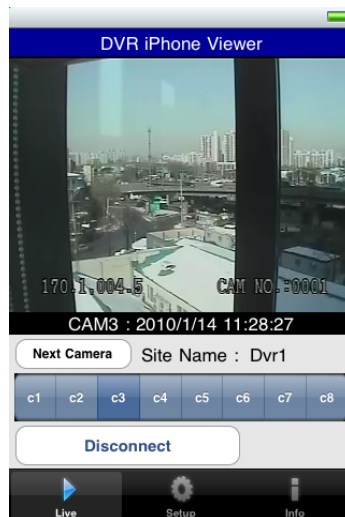 DVR iPhone Viewer
170.1.004.5 CAM NO.:0001
CAM3 : 2010/1/14 11:28:27
Next Camera Site Name : Dvr1
c1 c2 c3 c4 c5 c6 c7 c8
Disconnect
Live Setup Info